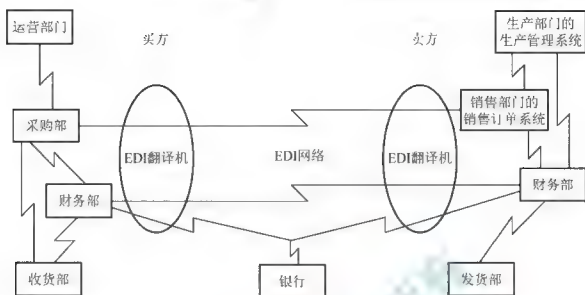 运营部门
买方
卖方
生产部门的
生产管理系统
采购部
销售部门的
销售订单系统
EDI翻译机
EDI网络
EDI翻译机
财务部
财务部
收货部
银行
发货部